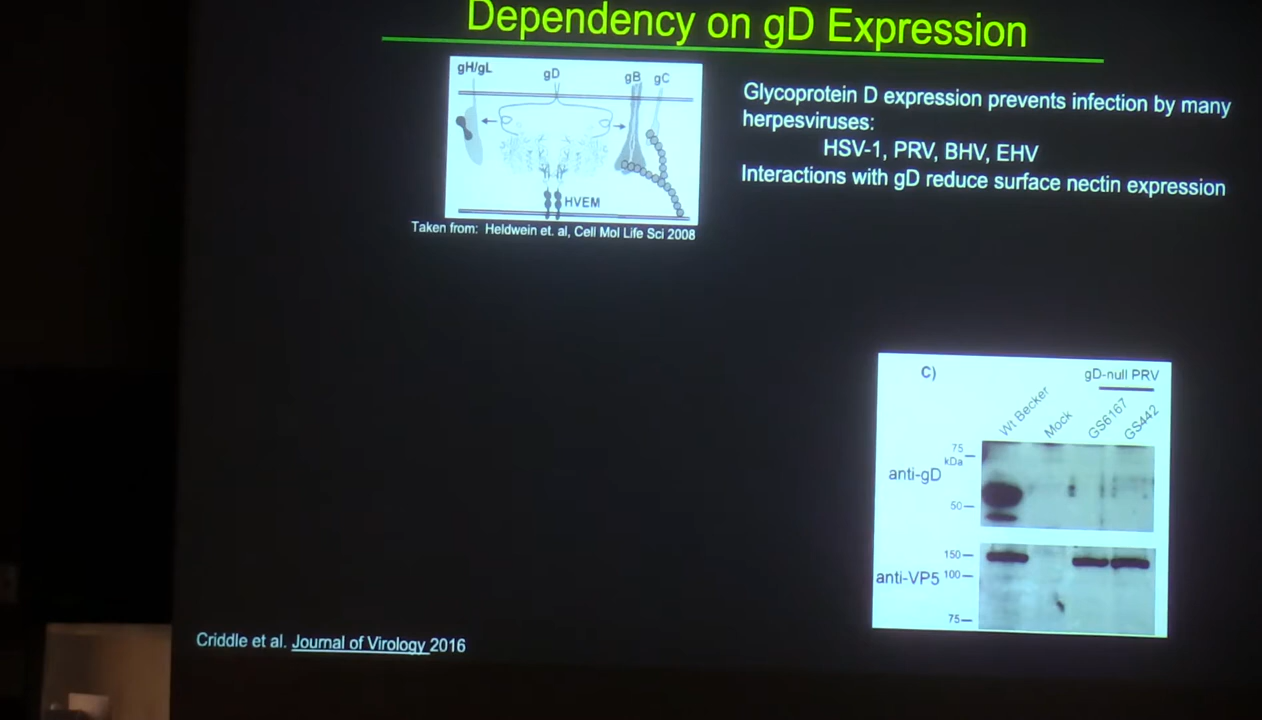 Dependency on gD Expression
gH/gL gD gB gC
HVEM
Taken from: Heldwein et. al, Cell Mol Life Sci 2008
Glycoprotein D expression prevents infection by many
herpesviruses:
HSV-1, PRV, BHV, EHV
Interactions with gD reduce surface nectin expression
C)
gD-null PRV
Wt Becker Mock GS6167 GS442
75
kDa
anti-gD
50
150
anti-VP5 100
75
Criddle et al. Journal of Virology 2016